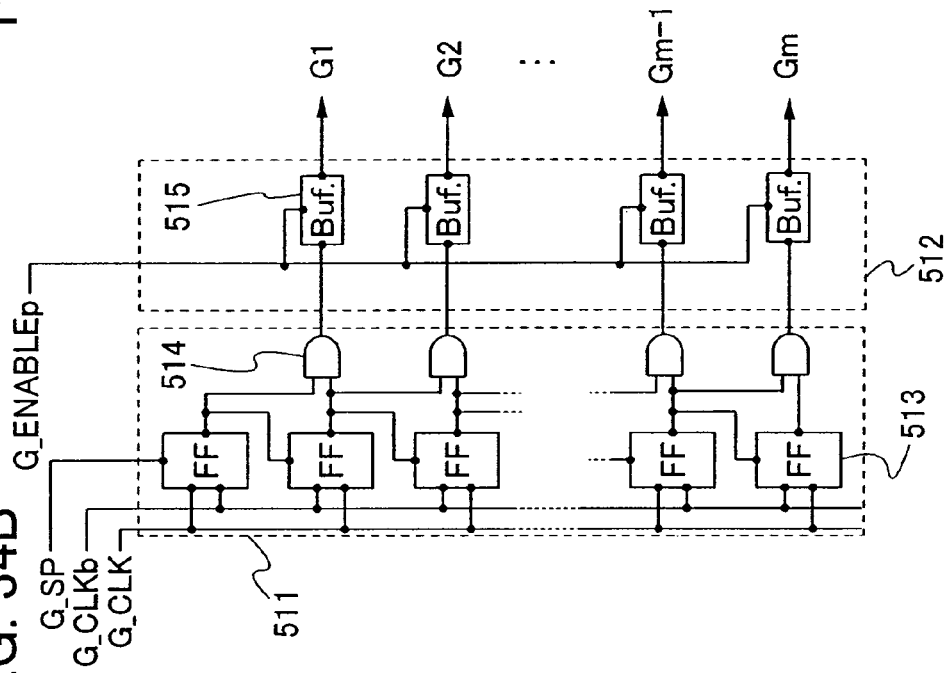 G. 54B
G_SP
G_CLKb
G_CLK
G_ENABLEp
511
514
515
FF
FF
FF
FF
FF
Buf.
Buf.
Buf.
Buf.
G1
G2
...
Gm-1
Gm
513
512